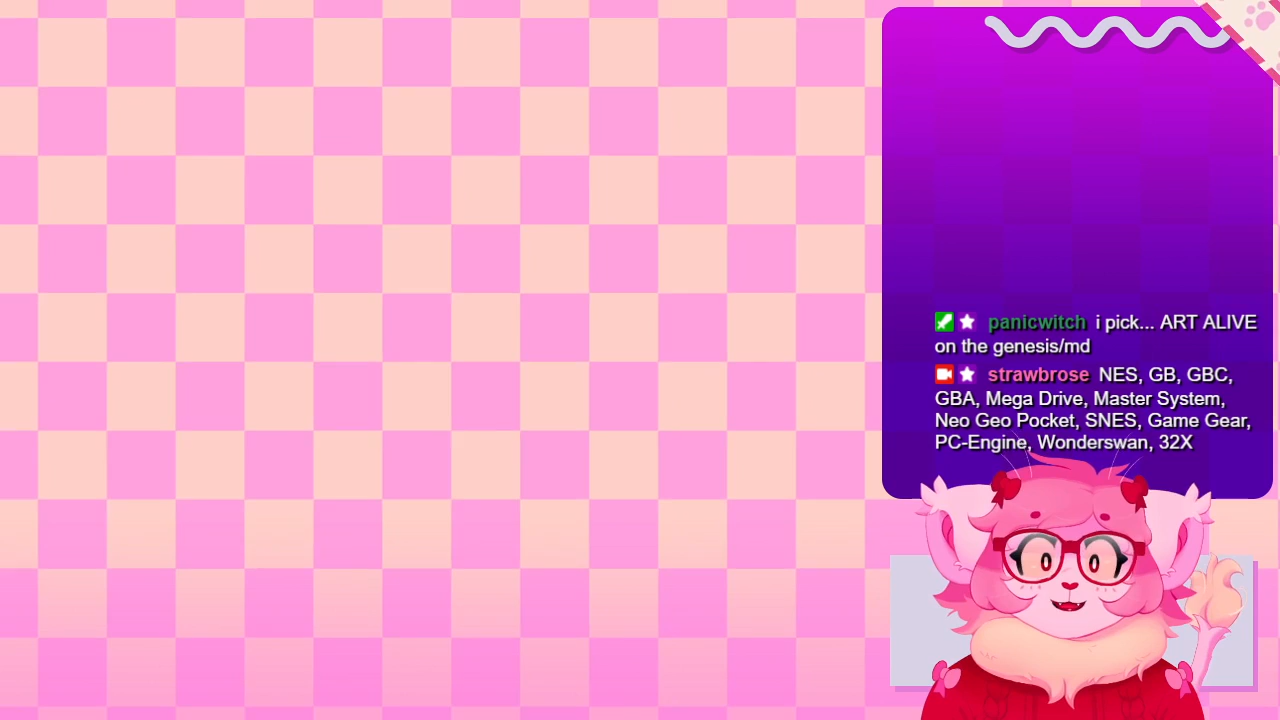 panicwitch i pick... ART ALIVE
on the genesis/md
strawbrose NES, GB, GBC,
GBA, Mega Drive, Master System,
Neo Geo Pocket, SNES, Game Gear,
PC-Engine, Wonderswan, 32X